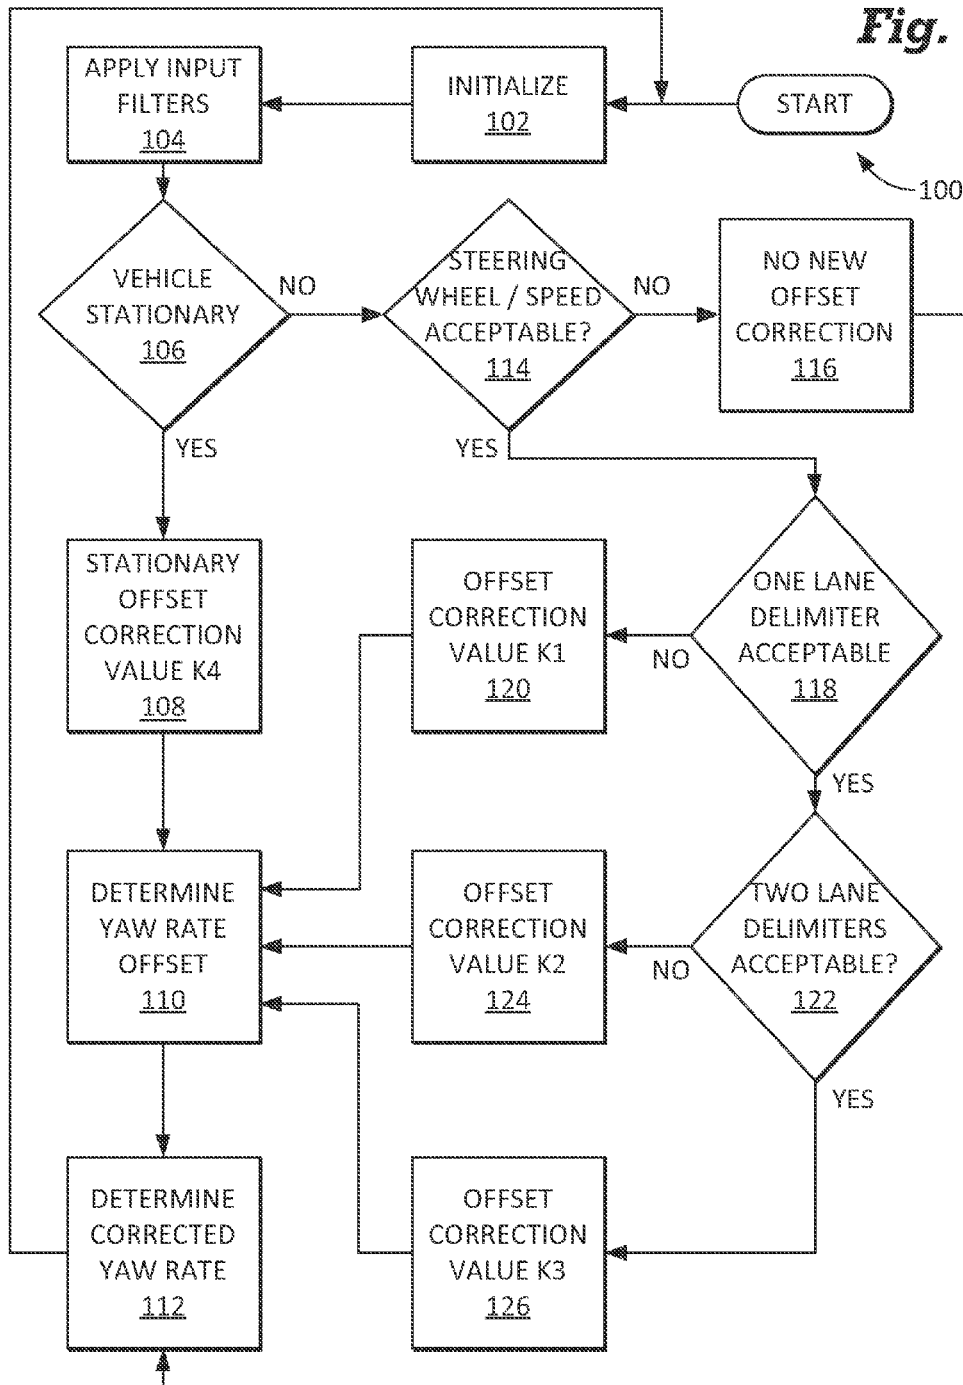 Fig.
START
100
INITIALIZE
102
APPLY INPUT
FILTERS
104
VEHICLE
STATIONARY
106
NO
YES
STEERING
WHEEL / SPEED
ACCEPTABLE?
114
NO
YES
NO NEW
OFFSET
CORRECTION
116
STATIONARY
OFFSET
CORRECTION
VALUE K4
108
OFFSET
CORRECTION
VALUE K1
120
NO
ONE LANE
DELIMITER
ACCEPTABLE
118
YES
DETERMINE
YAW RATE
OFFSET
110
OFFSET
CORRECTION
VALUE K2
124
NO
TWO LANE
DELIMITERS
ACCEPTABLE?
122
YES
DETERMINE
CORRECTED
YAW RATE
112
OFFSET
CORRECTION
VALUE K3
126